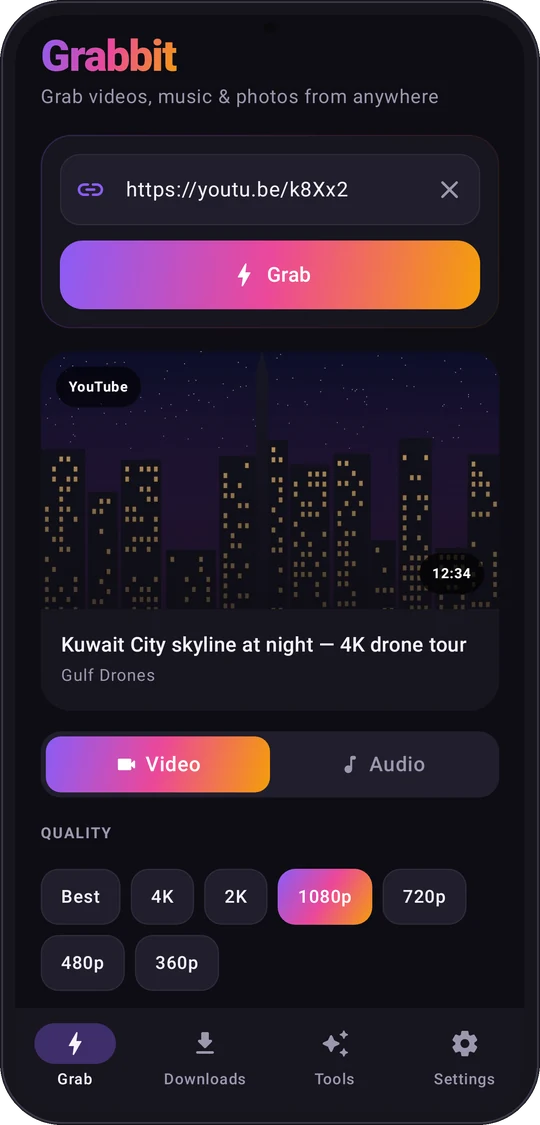 Grabbit
Grab videos, music & photos from anywhere
https://youtu.be/k8Xx2
Grab
YouTube
12:34
Kuwait City skyline at night — 4K drone tour
Gulf Drones
Video Audio
QUALITY
Best 4K 2K 1080p 720p
480p 360p
Grab Downloads Tools Settings